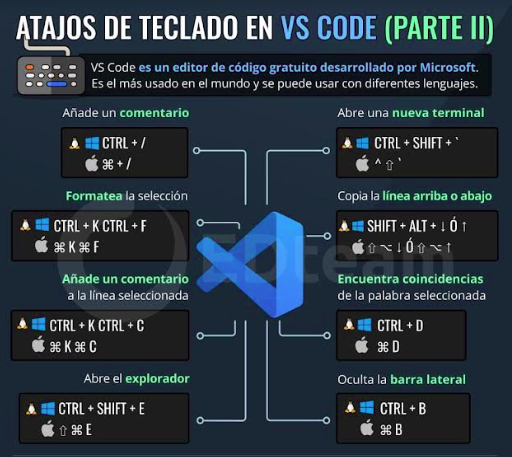 ATAJOS DE TECLADO EN VS CODE (PARTE II)
VS Code es un editor de código gratuito desarrollado por Microsoft.
Es el más usado en el mundo y se puede usar con diferentes lenguajes.
Añade un comentario
CTRL + /
⌘ + /
Formatea la selección
CTRL + K CTRL + F
⌘ K ⌘ F
Añade un comentario
a la línea seleccionada
CTRL + K CTRL + C
⌘ K ⌘ C
Abre el explorador
CTRL + SHIFT + E
⇧ ⌘ E
Abre una nueva terminal
CTRL + SHIFT + `
^ ⇧ `
Copia la línea arriba o abajo
SHIFT + ALT + ↓ Ó ↑
⇧ ⌥ ↓ Ó ⇧ ⌥ ↑
Encuentra coincidencias
de la palabra seleccionada
CTRL + D
⌘ D
Oculta la barra lateral
CTRL + B
⌘ B
EDteam